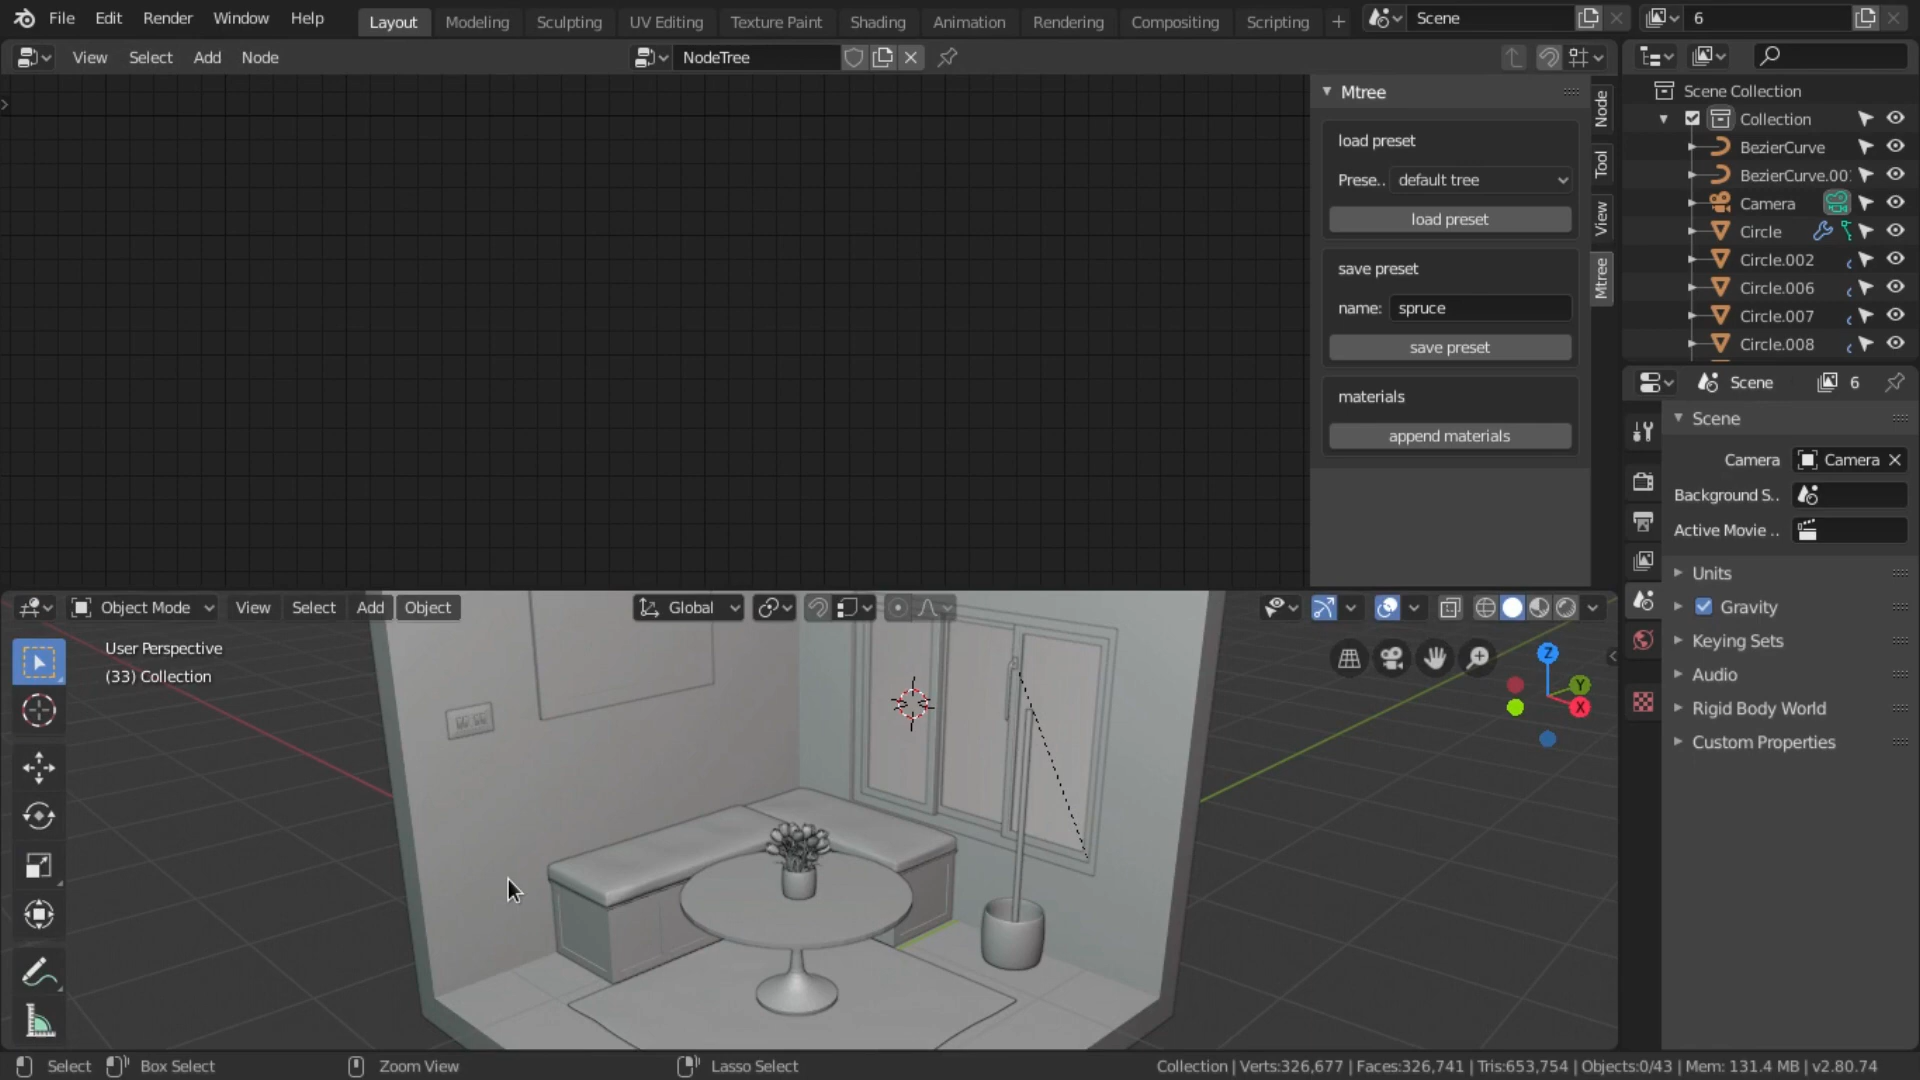 File Edit Render Window Help Layout Modeling Sculpting UV Editing Texture Paint Shading Animation Rendering Compositing Scripting + Scene 6
View Select Add Node NodeTree
Mtree
load preset
Prese.. default tree
load preset
save preset
name: spruce
save preset
materials
append materials
Node
Tool
View
Mtree
Scene Collection
Collection
BezierCurve
BezierCurve.00
Camera
Circle
Circle.002
Circle.006
Circle.007
Circle.008
Scene 6
Scene
Camera Camera
Background S..
Active Movie ..
Units
Gravity
Keying Sets
Audio
Rigid Body World
Custom Properties
Object Mode View Select Add Object Global
User Perspective
(33) Collection
Z
Y
X
Select Box Select Zoom View Lasso Select Collection | Verts:326,677 | Faces:326,741 | Tris:653,754 | Objects:0/43 | Mem: 131.4 MB | v2.80.74